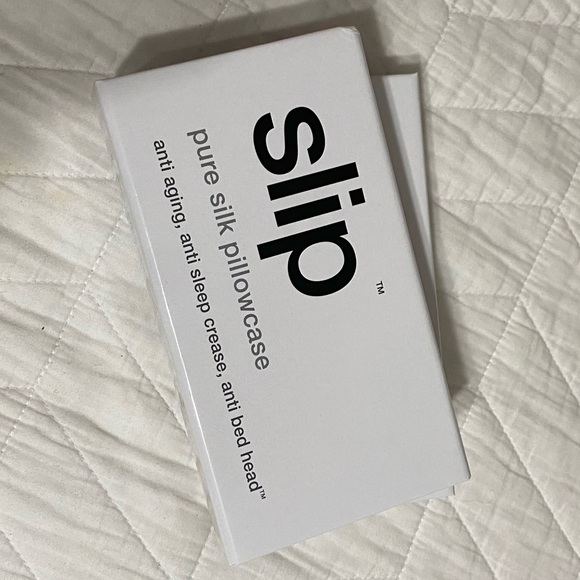 slip™
pure silk pillowcase
anti aging, anti sleep crease, anti bed head™